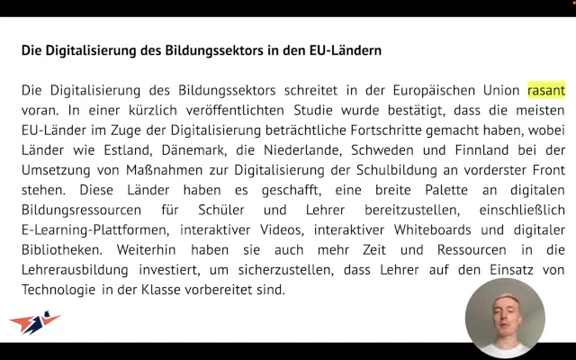 Die Digitalisierung des Bildungssektors in den EU-Ländern
Die Digitalisierung des Bildungssektors schreitet in der Europäischen Union rasant
voran. In einer kürzlich veröffentlichten Studie wurde bestätigt, dass die meisten
EU-Länder im Zuge der Digitalisierung beträchtliche Fortschritte gemacht haben, wobei
Länder wie Estland, Dänemark, die Niederlande, Schweden und Finnland bei der
Umsetzung von Maßnahmen zur Digitalisierung der Schulbildung an vorderster Front
stehen. Diese Länder haben es geschafft, eine breite Palette an digitalen
Bildungsressourcen für Schüler und Lehrer bereitzustellen, einschließlich
E-Learning-Plattformen, interaktiver Videos, interaktiver Whiteboards und digitaler
Bibliotheken. Weiterhin haben sie auch mehr Zeit und Ressourcen in die
Lehrerausbildung investiert, um sicherzustellen, dass Lehrer auf den Einsatz von
Technologie in der Klasse vorbereitet sind.